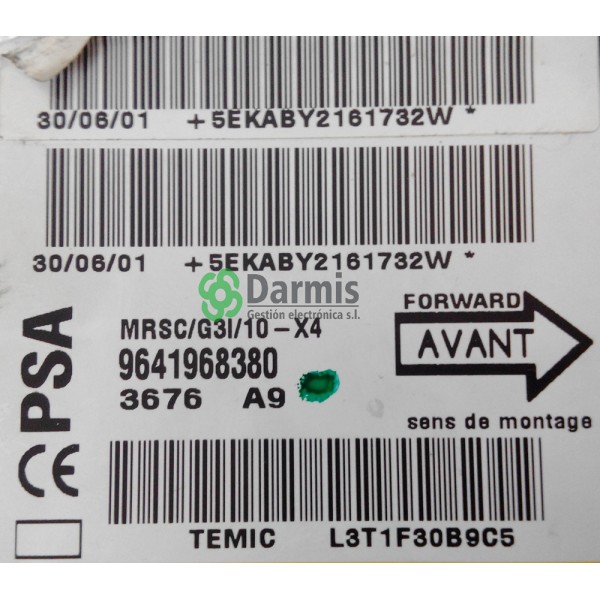 30/06/01 +5EKABY2161732W *
30/06/01 +5EKABY2161732W *
Darmis
Gestión electrónica s.l.
MRSC/G3I/10-X4
9641968380
3676 A9
FORWARD
AVANT
sens de montage
CE PSA
TEMIC L3T1F30B9C5